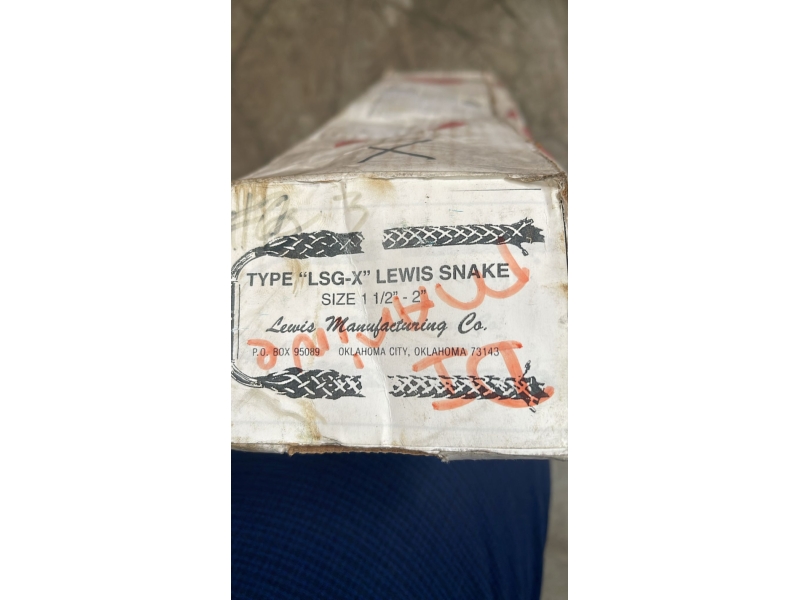 X
TYPE "LSG-X" LEWIS SNAKE
SIZE 1 1/2" - 2"
Lewis Manufacturing Co.
P.O. BOX 95089 OKLAHOMA CITY, OKLAHOMA 73143